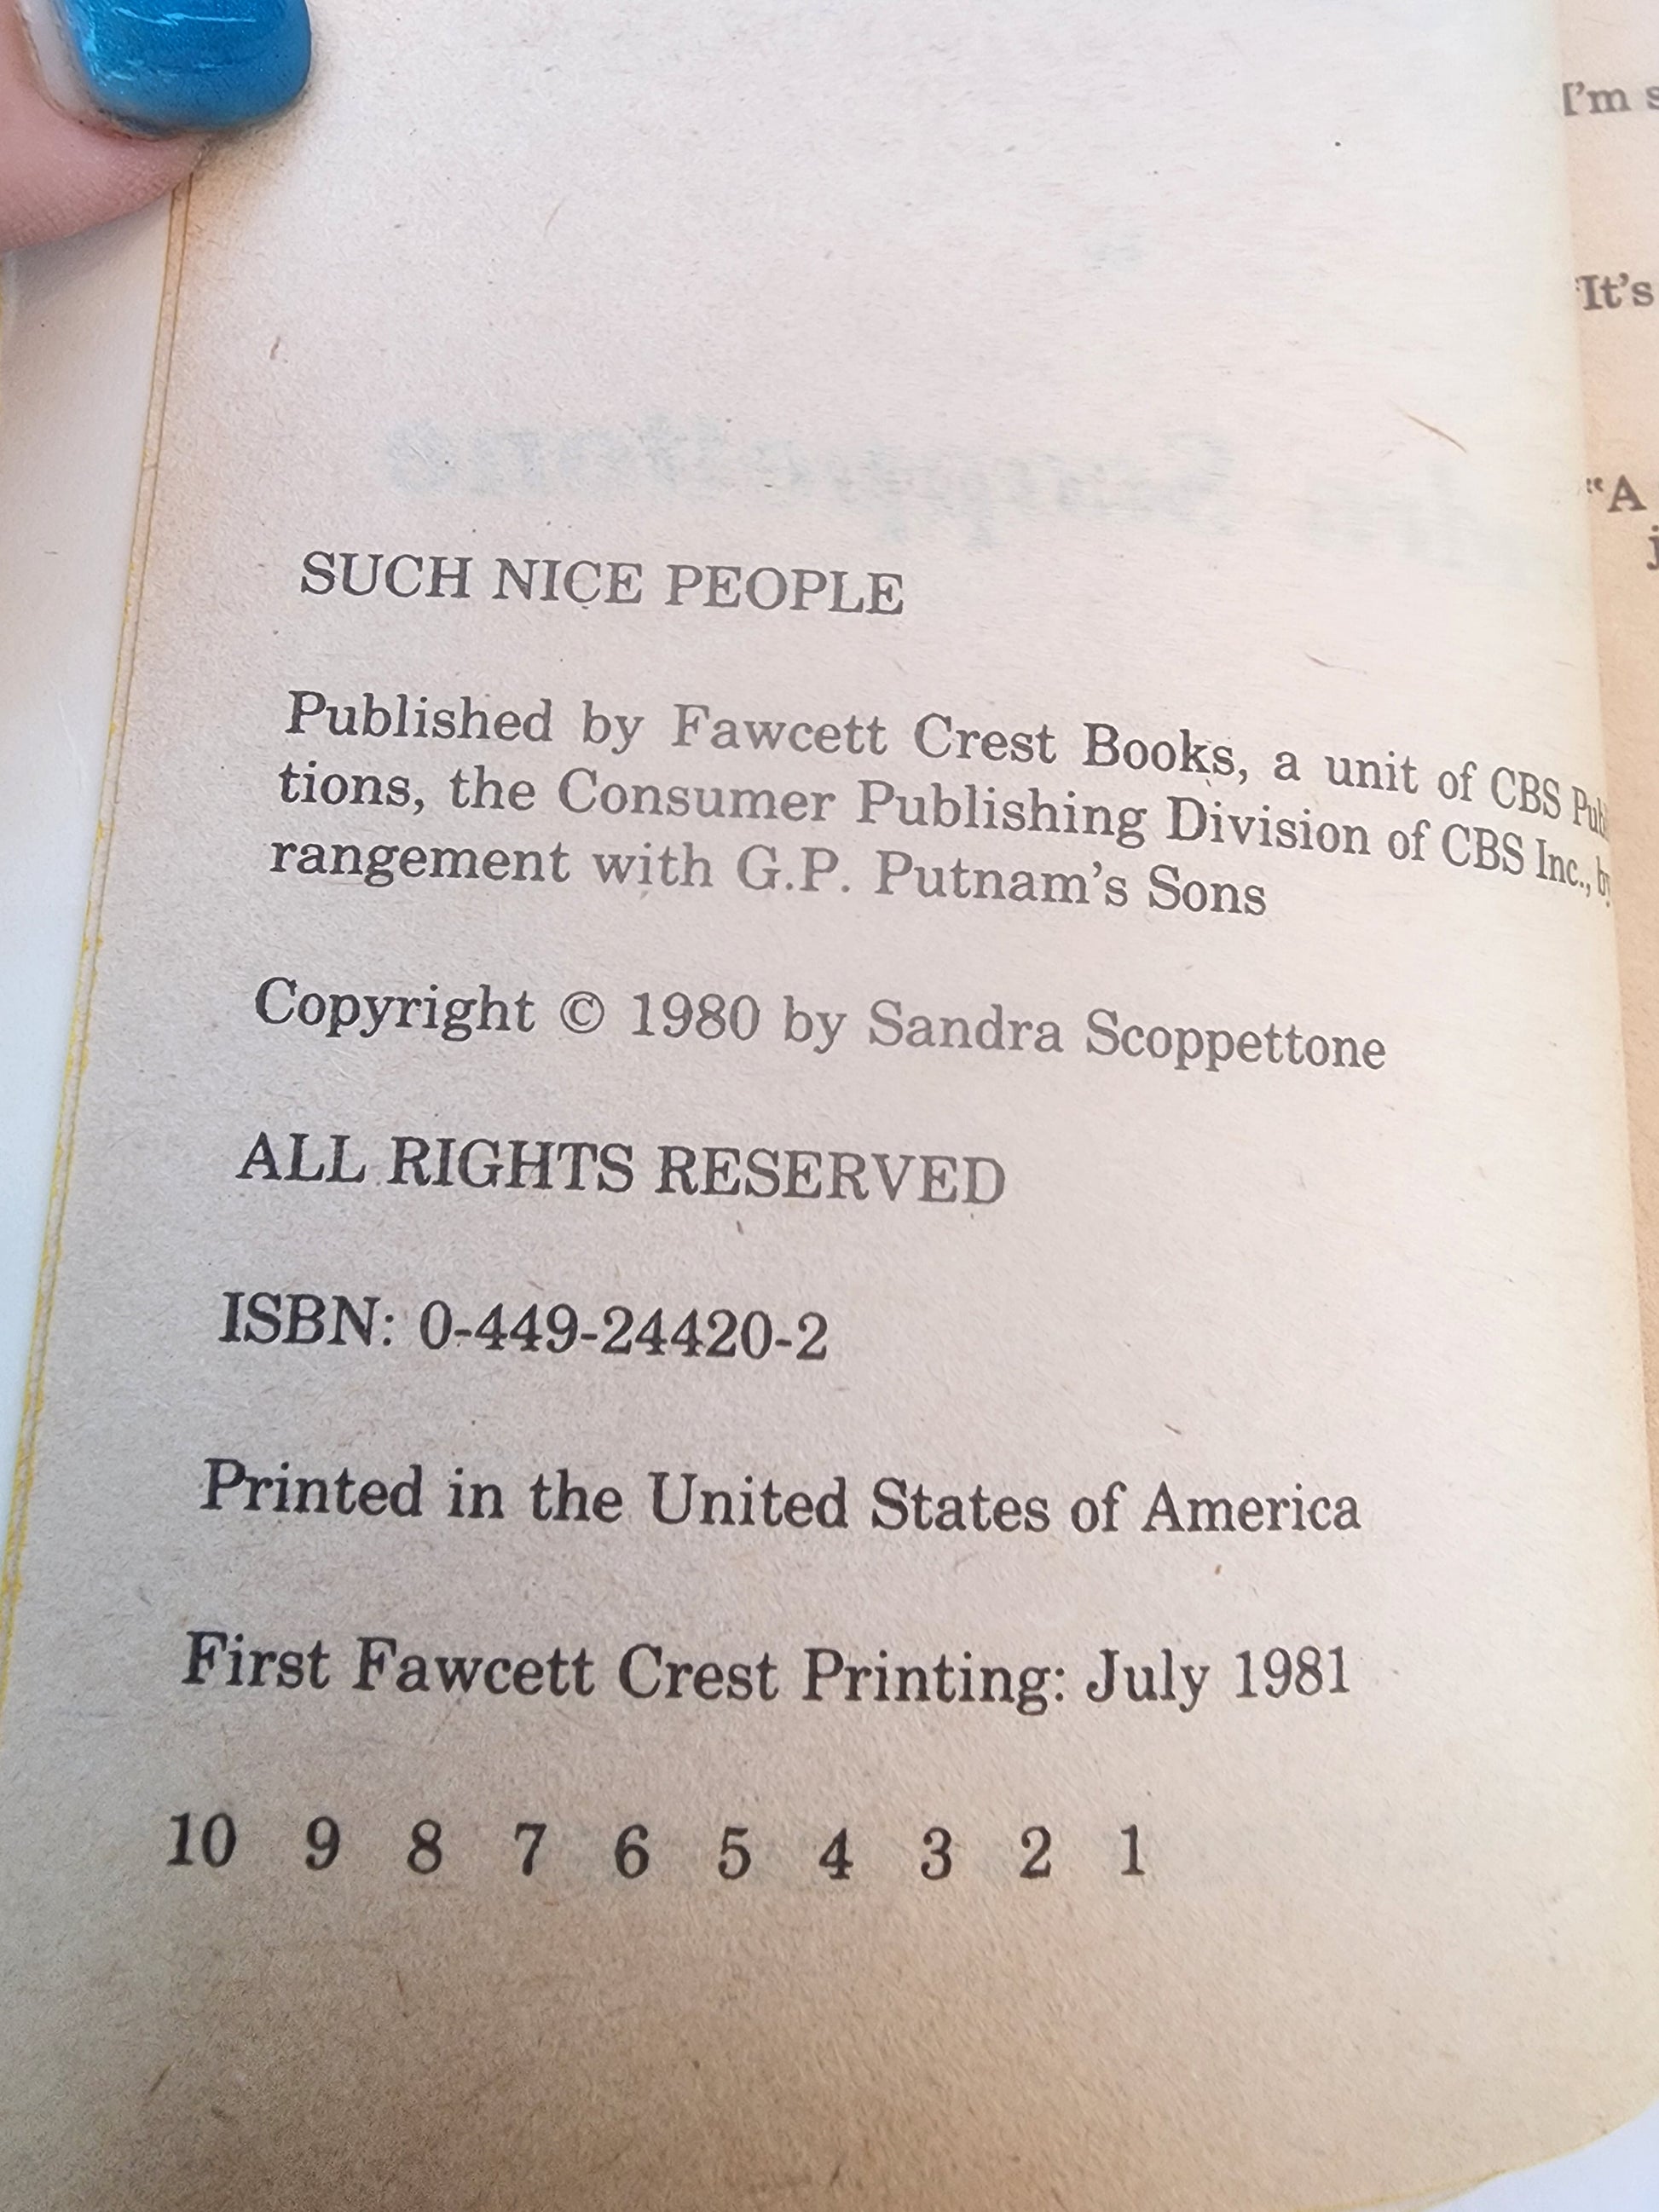 SUCH NICE PEOPLE
Published by Fawcett Crest Books, a unit of CBS
tions, the Consumer Publishing Division of CBS Inc.,
rangement with G.P. Putnam's Sons
Copyright © 1980 by Sandra Scoppettone
ALL RIGHTS RESERVED
ISBN: 0-449-24420-2
Printed in the United States of America
First Fawcett Crest Printing: July 1981
10 9 8 7 6 5 4 3 2 1
I'm
"It's
"A